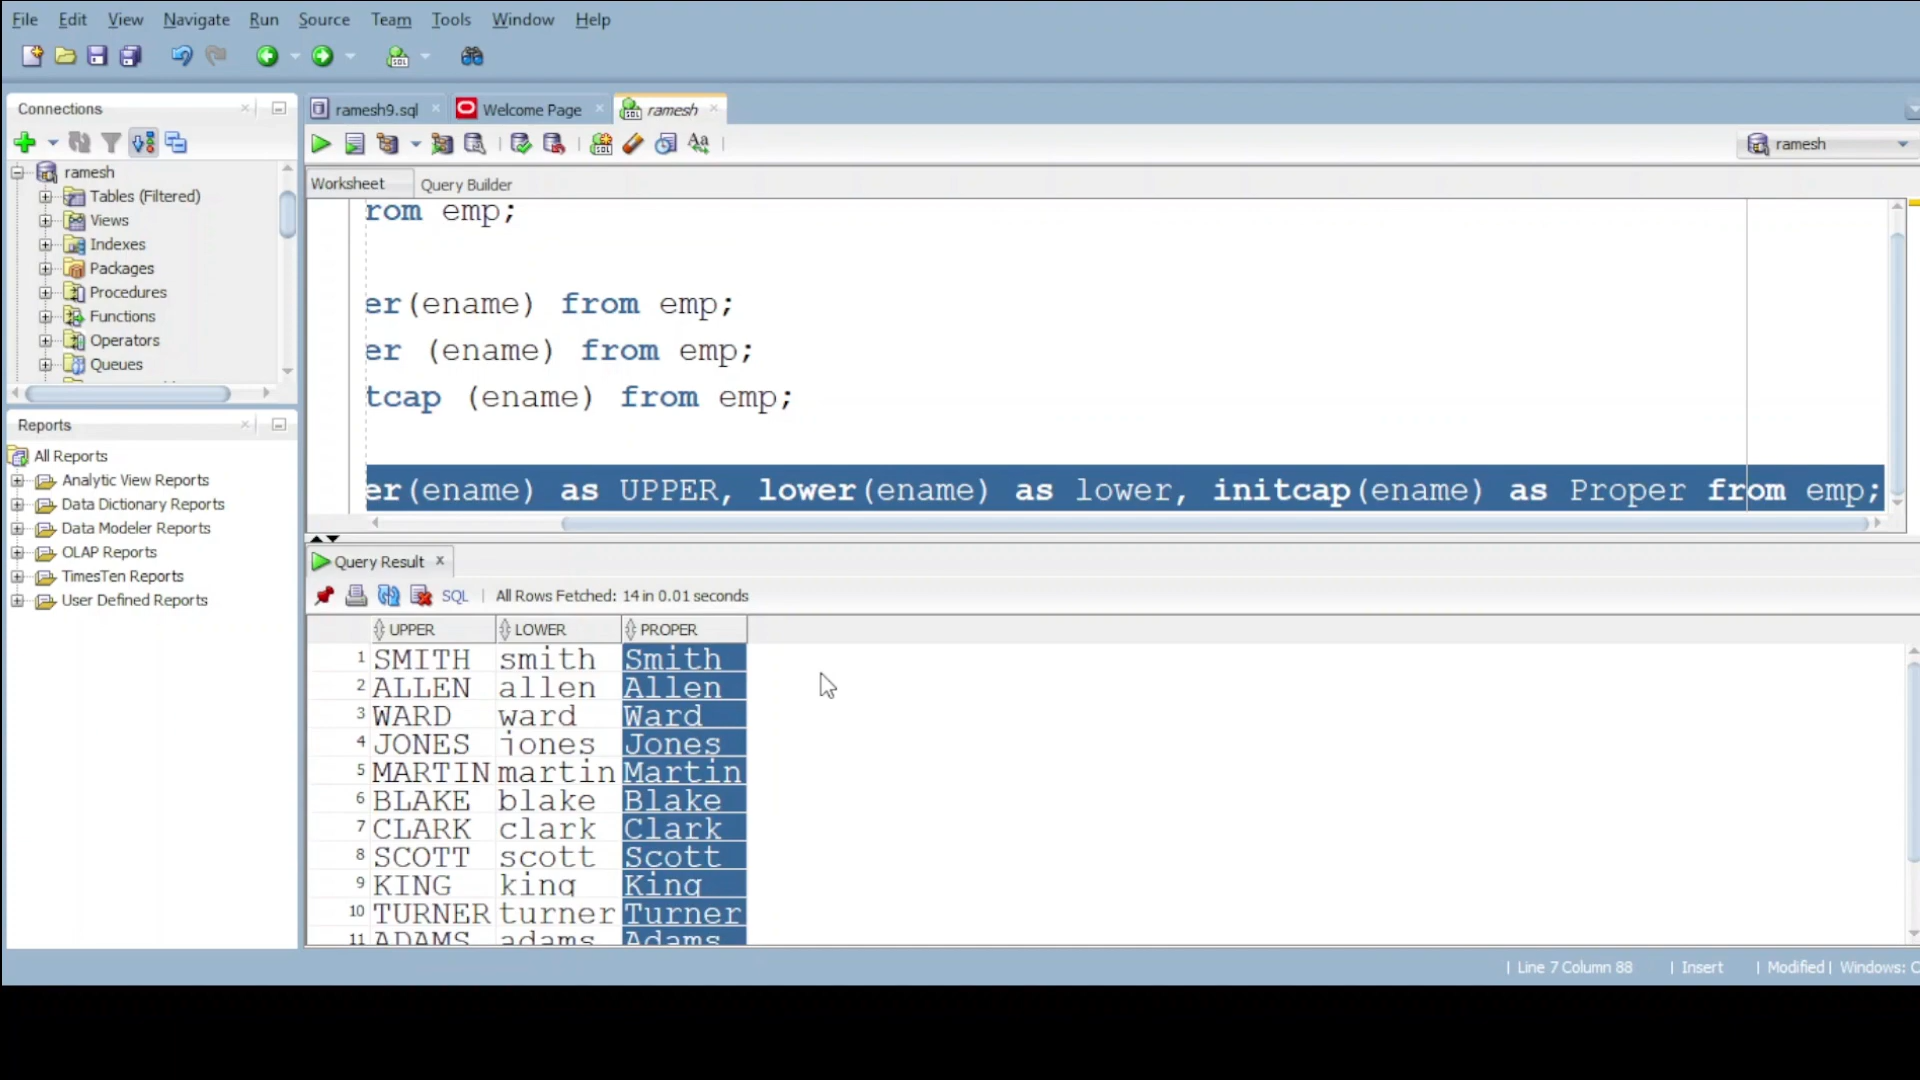 File Edit View Navigate Run Source Team Tools Window Help
Connections
ramesh9.sql Welcome Page ramesh
ramesh
Worksheet Query Builder
ramesh
Tables (Filtered)
Views
Indexes
Packages
Procedures
Functions
Operators
Queues
rom emp;
er(ename) from emp;
er (ename) from emp;
tcap (ename) from emp;
er(ename) as UPPER, lower(ename) as lower, initcap(ename) as Proper from emp;
Reports
All Reports
Analytic View Reports
Data Dictionary Reports
Data Modeler Reports
OLAP Reports
TimesTen Reports
User Defined Reports
Query Result
SQL | All Rows Fetched: 14 in 0.01 seconds
UPPER LOWER PROPER
1 SMITH smith Smith
2 ALLEN allen Allen
3 WARD ward Ward
4 JONES jones Jones
5 MARTIN martin Martin
6 BLAKE blake Blake
7 CLARK clark Clark
8 SCOTT scott Scott
9 KING king King
10 TURNER turner Turner
11 ADAMS adams Adams
| Line 7 Column 88 | Insert | Modified | Windows: C